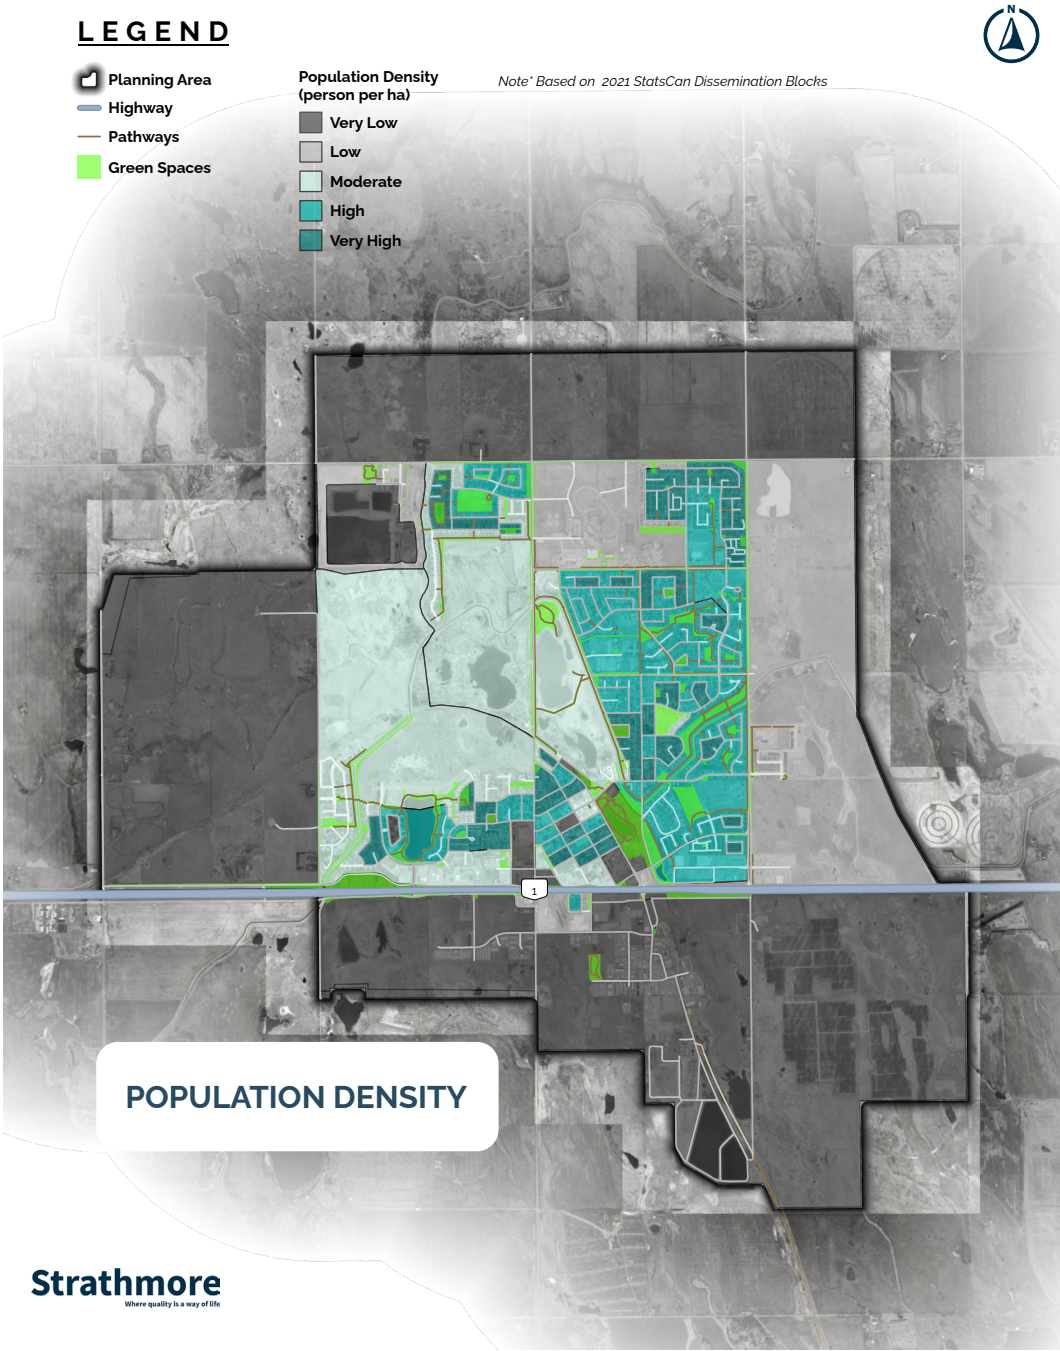 LEGEND
N
Planning Area
Highway
Pathways
Green Spaces
Population Density
(person per ha)
Very Low
Low
Moderate
High
Very High
Note* Based on 2021 StatsCan Dissemination Blocks
1
POPULATION DENSITY
Strathmore
Where quality is a way of life